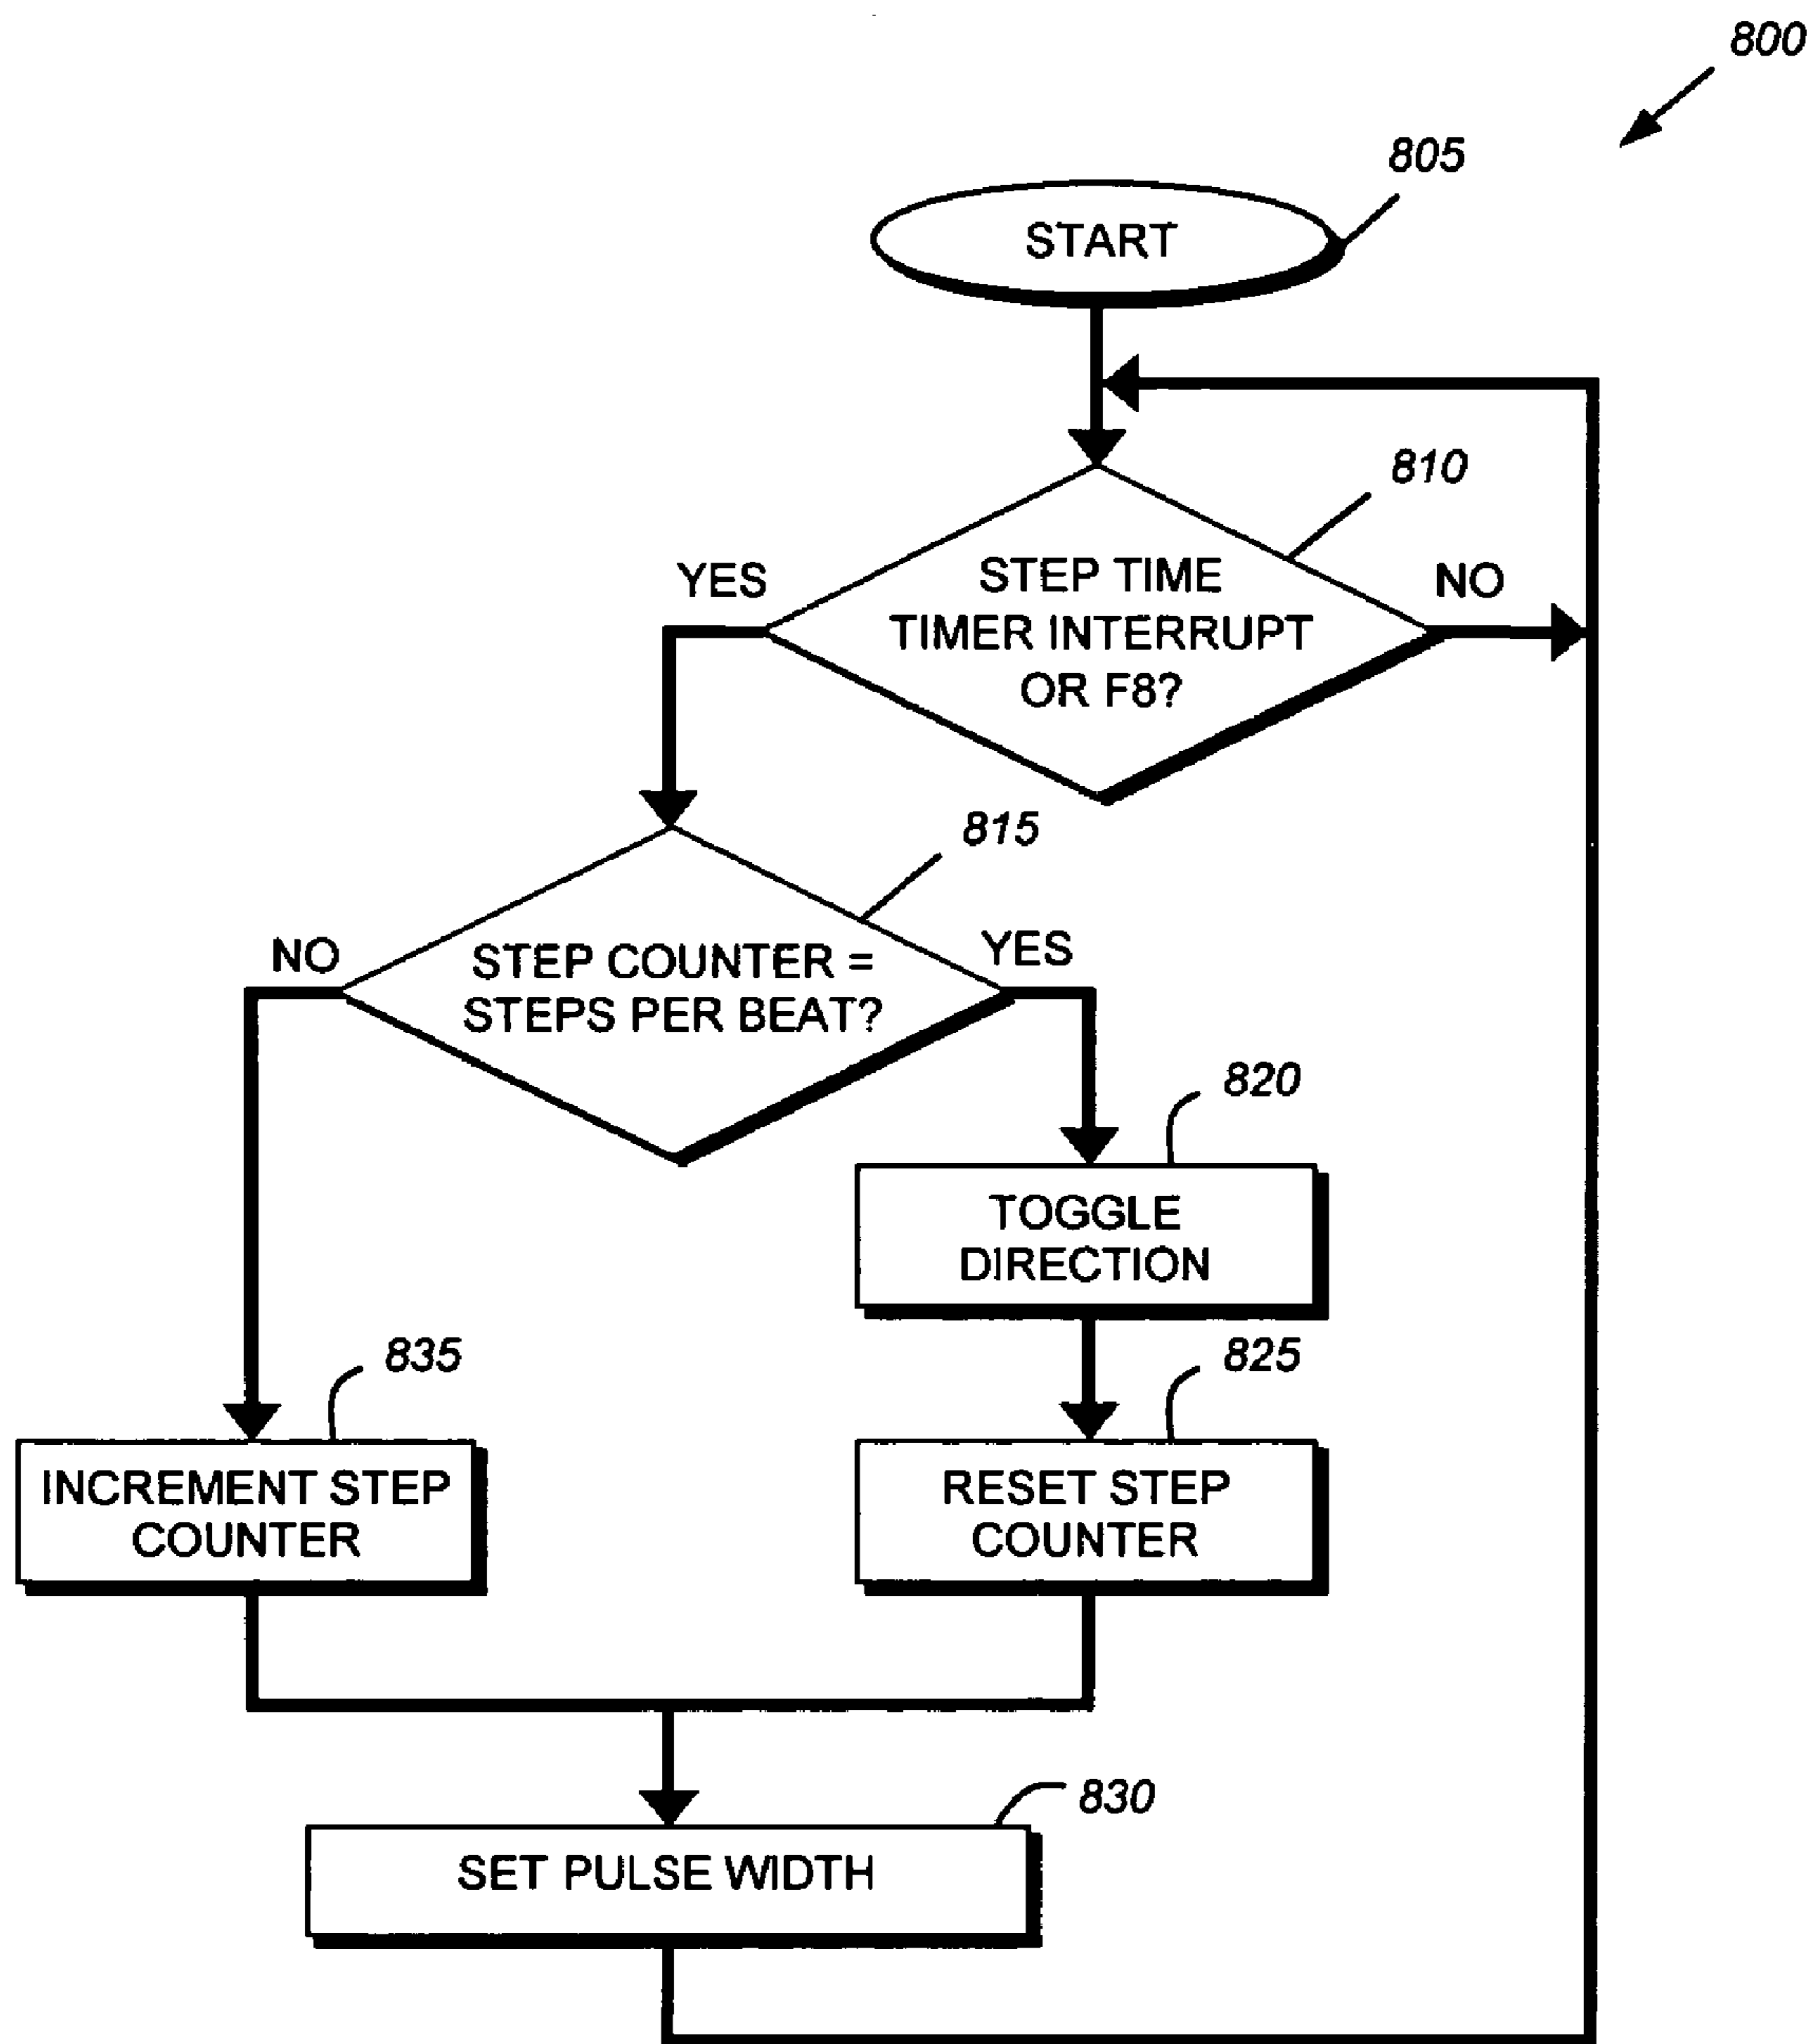 800
805
START
810
YES
STEP TIME
TIMER INTERRUPT
OR F8?
NO
815
NO
STEP COUNTER =
STEPS PER BEAT?
YES
820
TOGGLE
DIRECTION
835
825
INCREMENT STEP
COUNTER
RESET STEP
COUNTER
830
SET PULSE WIDTH